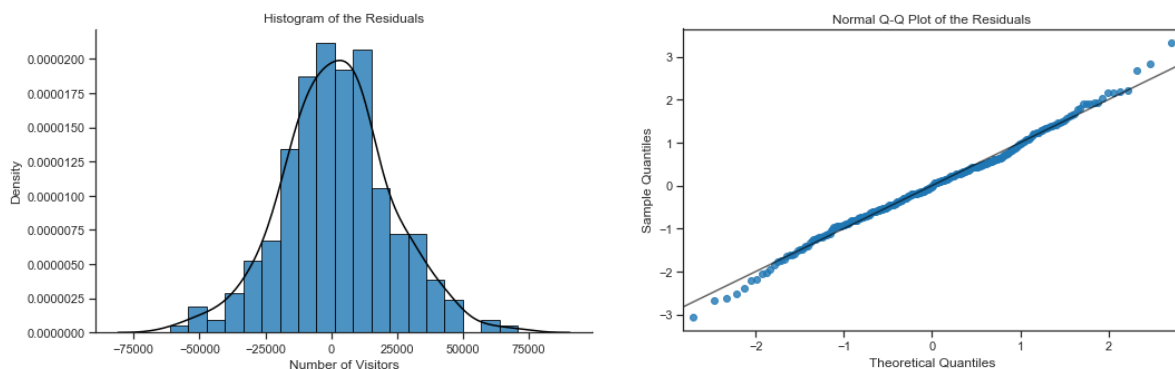 Histogram of the Residuals
0.0000200
0.0000175
0.0000150
0.0000125
0.0000100
0.0000075
0.0000050
0.0000025
0.0000000
Density
−75000 −50000 −25000 0 25000 50000 75000
Number of Visitors
Normal Q-Q Plot of the Residuals
3
2
1
0
−1
−2
−3
Sample Quantiles
−2 −1 0 1 2
Theoretical Quantiles